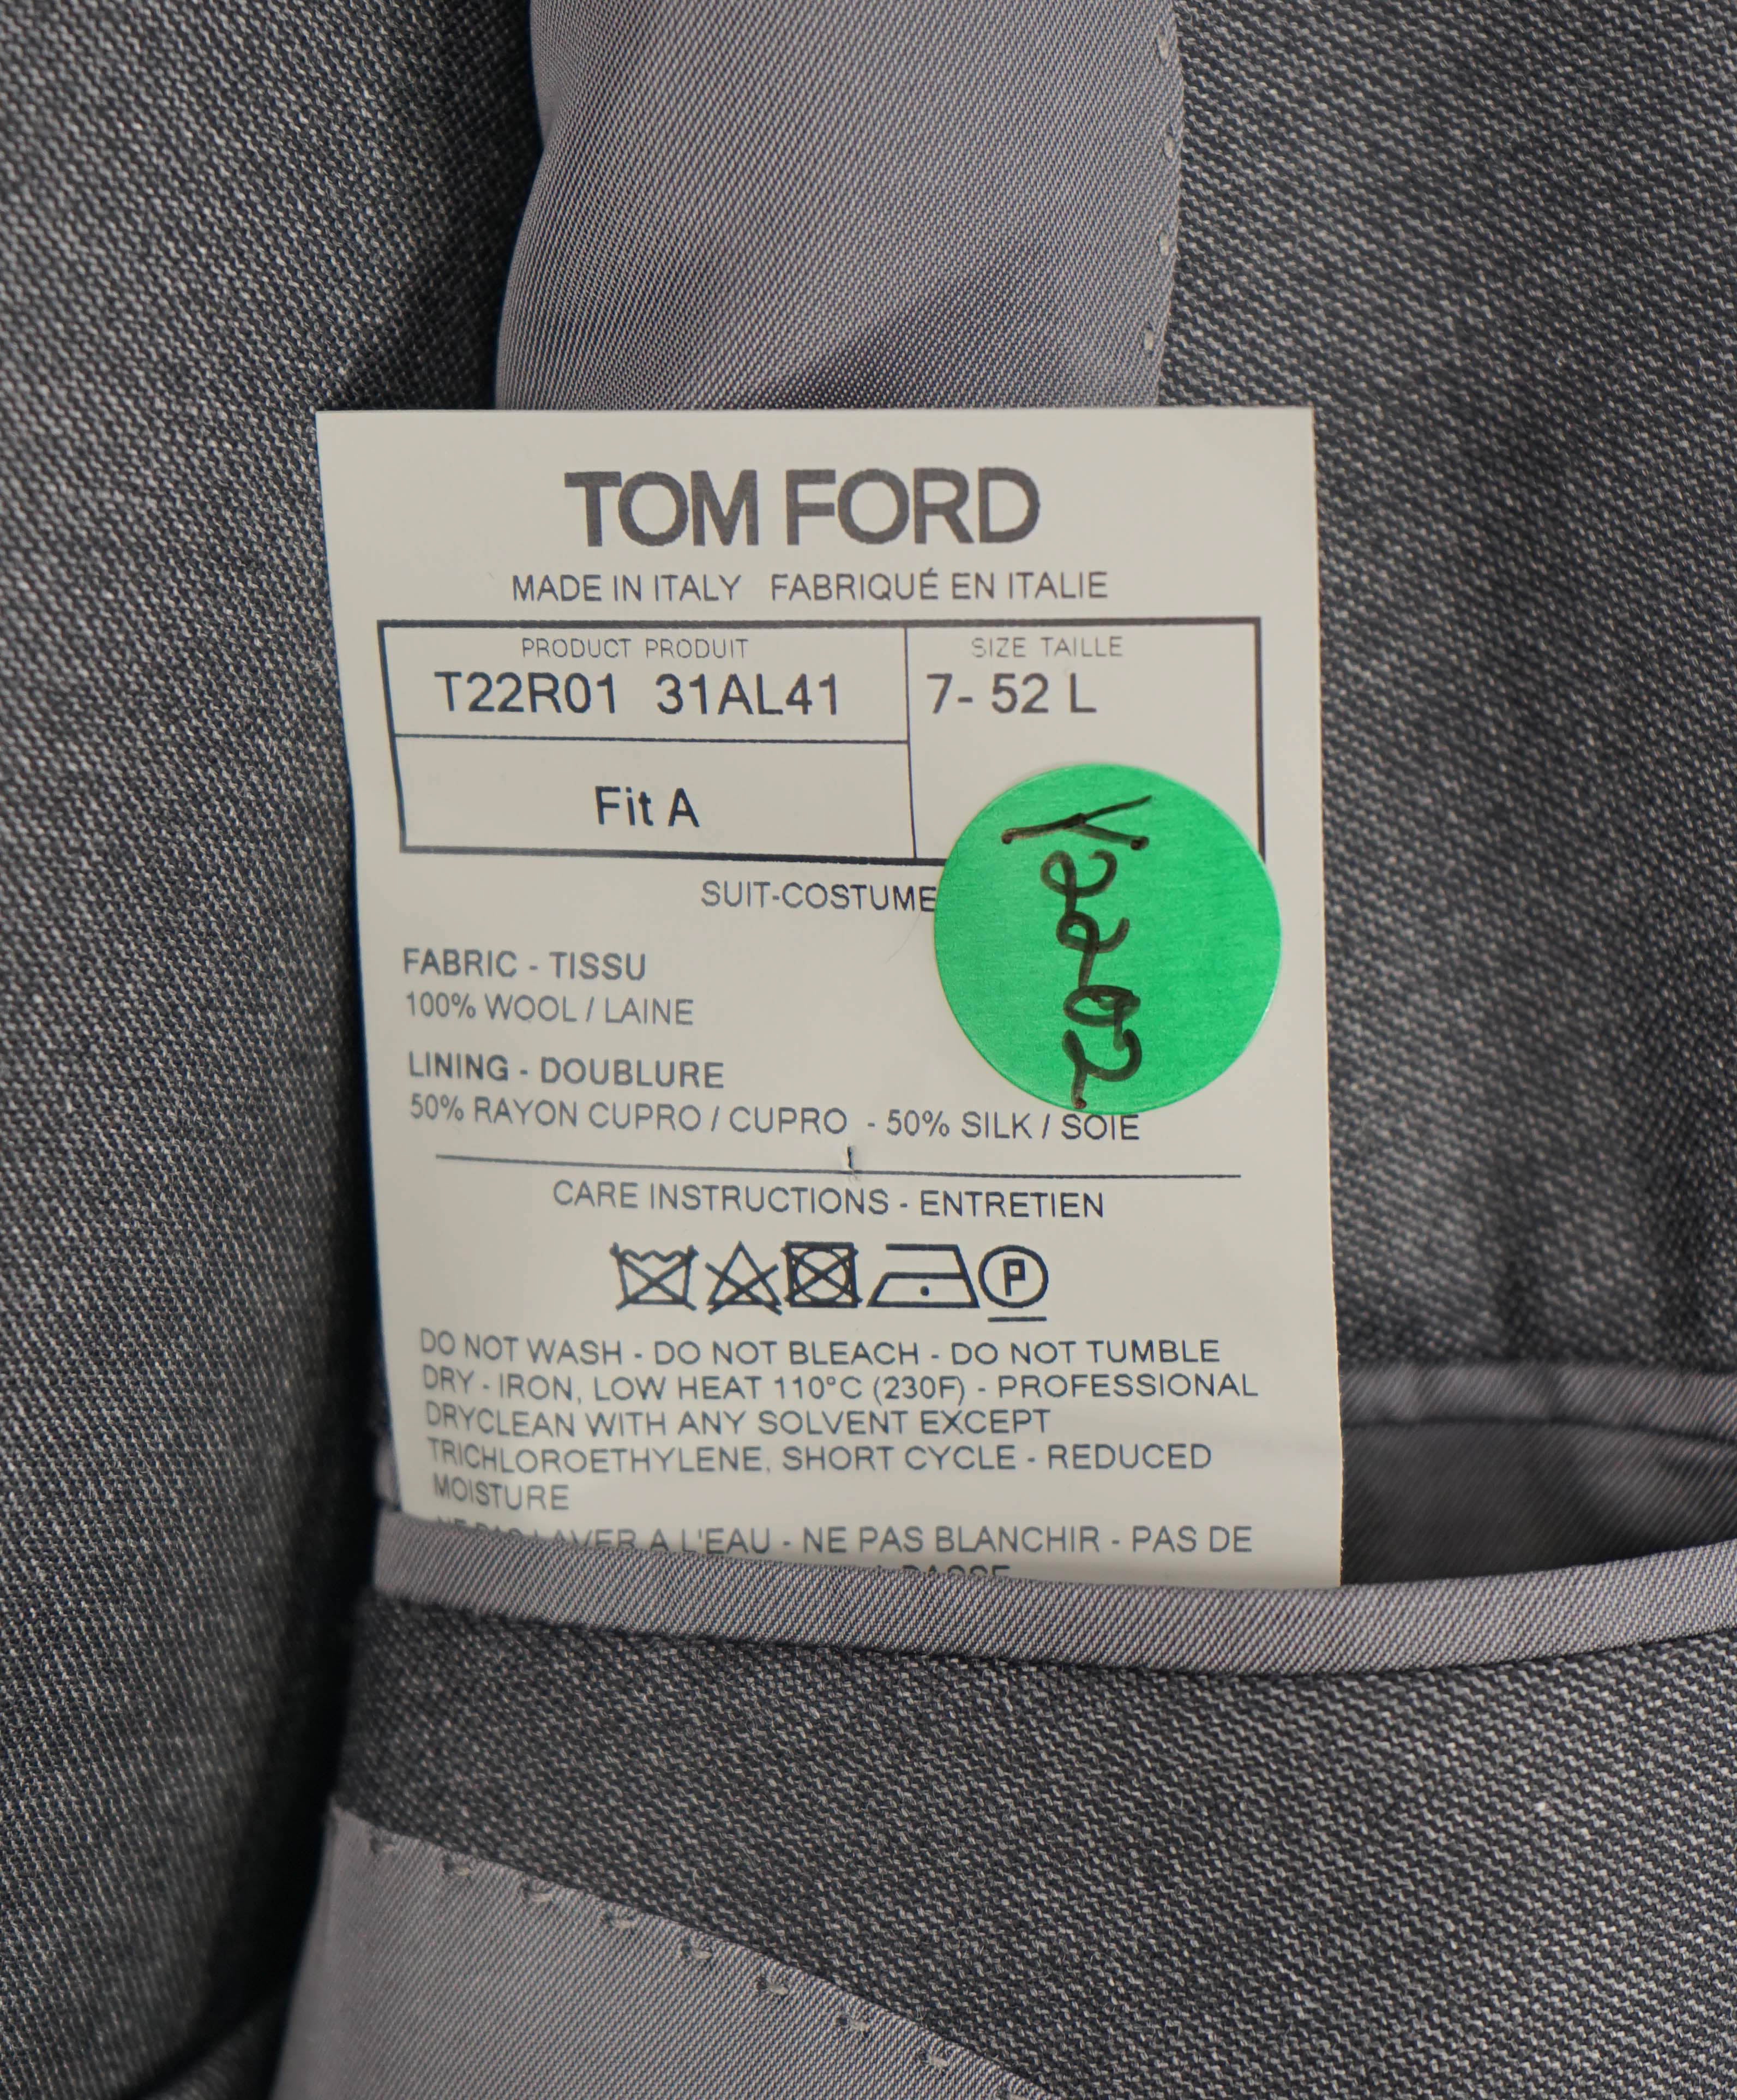 TOM FORD
MADE IN ITALY FABRIQUÉ EN ITALIE
PRODUCT PRODUIT
T22R01 31AL41
SIZE TAILLE
7- 52 L
Fit A
SUIT-COSTUME
FABRIC - TISSU
100% WOOL / LAINE
LINING - DOUBLURE
50% RAYON CUPRO / CUPRO - 50% SILK / SOIE
CARE INSTRUCTIONS - ENTRETIEN
P
DO NOT WASH - DO NOT BLEACH - DO NOT TUMBLE
DRY - IRON, LOW HEAT 110°C (230F) - PROFESSIONAL
DRYCLEAN WITH ANY SOLVENT EXCEPT
TRICHLOROETHYLENE, SHORT CYCLE - REDUCED
MOISTURE
NE PAS LAVER A L'EAU - NE PAS BLANCHIR - PAS DE